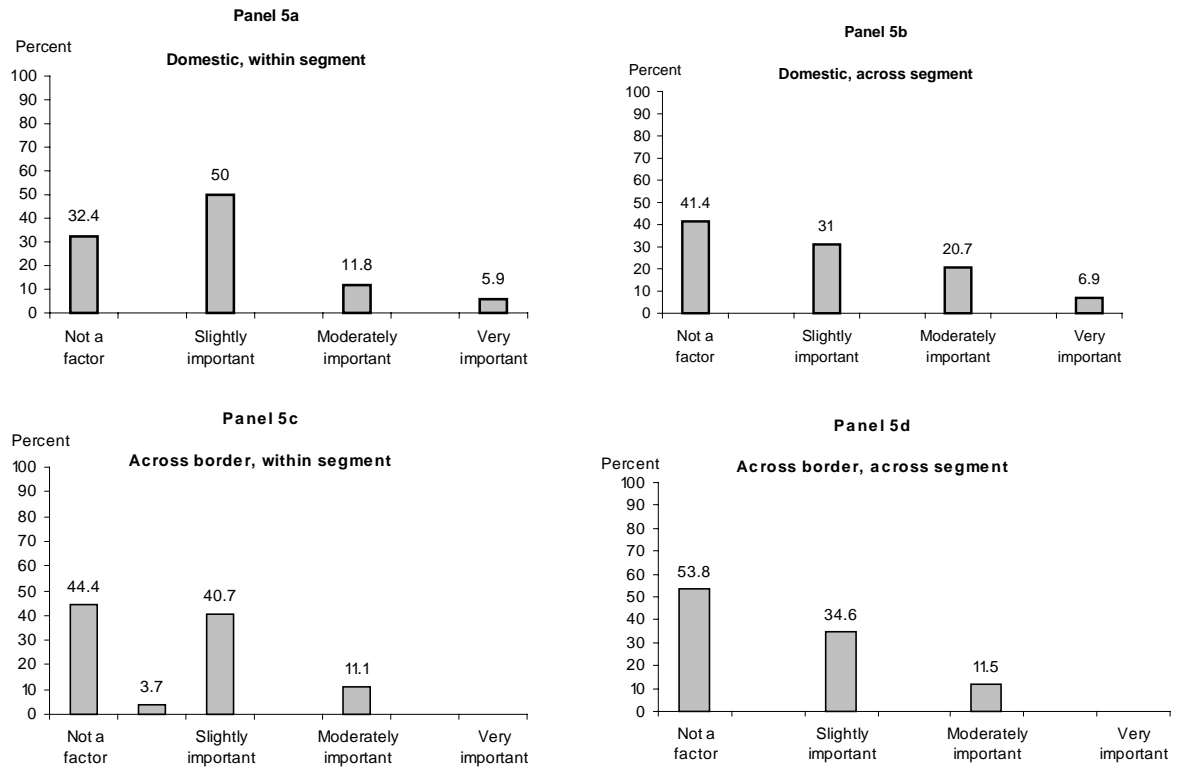 Panel 5a
Percent
Domestic, within segment
100
90
80
70
60
50
40
30
20
10
0
32.4
50
11.8
5.9
Not a factor
Slightly important
Moderately important
Very important
Panel 5b
Percent
Domestic, across segment
100
90
80
70
60
50
40
30
20
10
0
41.4
31
20.7
6.9
Not a factor
Slightly important
Moderately important
Very important
Panel 5c
Percent
Across border, within segment
100
90
80
70
60
50
40
30
20
10
0
44.4
3.7
40.7
11.1
Not a factor
Slightly important
Moderately important
Very important
Panel 5d
Percent
Across border, across segment
100
90
80
70
60
50
40
30
20
10
0
53.8
34.6
11.5
Not a factor
Slightly important
Moderately important
Very important